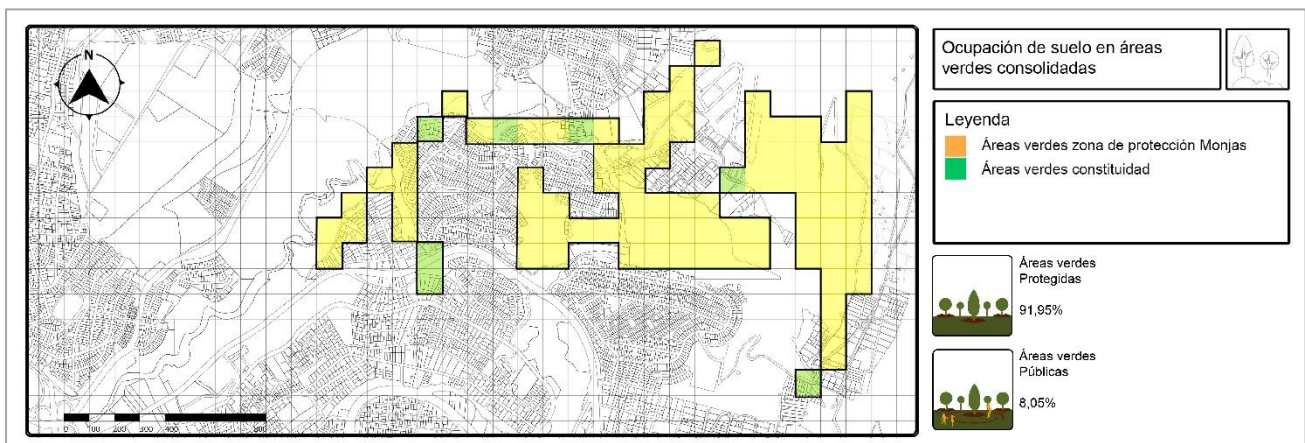 N
Ocupación de suelo en áreas
verdes consolidadas
Leyenda
Áreas verdes zona de protección Monjas
Áreas verdes constituidad
Áreas verdes
Protegidas
91,95%
Áreas verdes
Públicas
8,05%
0 100 200 300 400 800